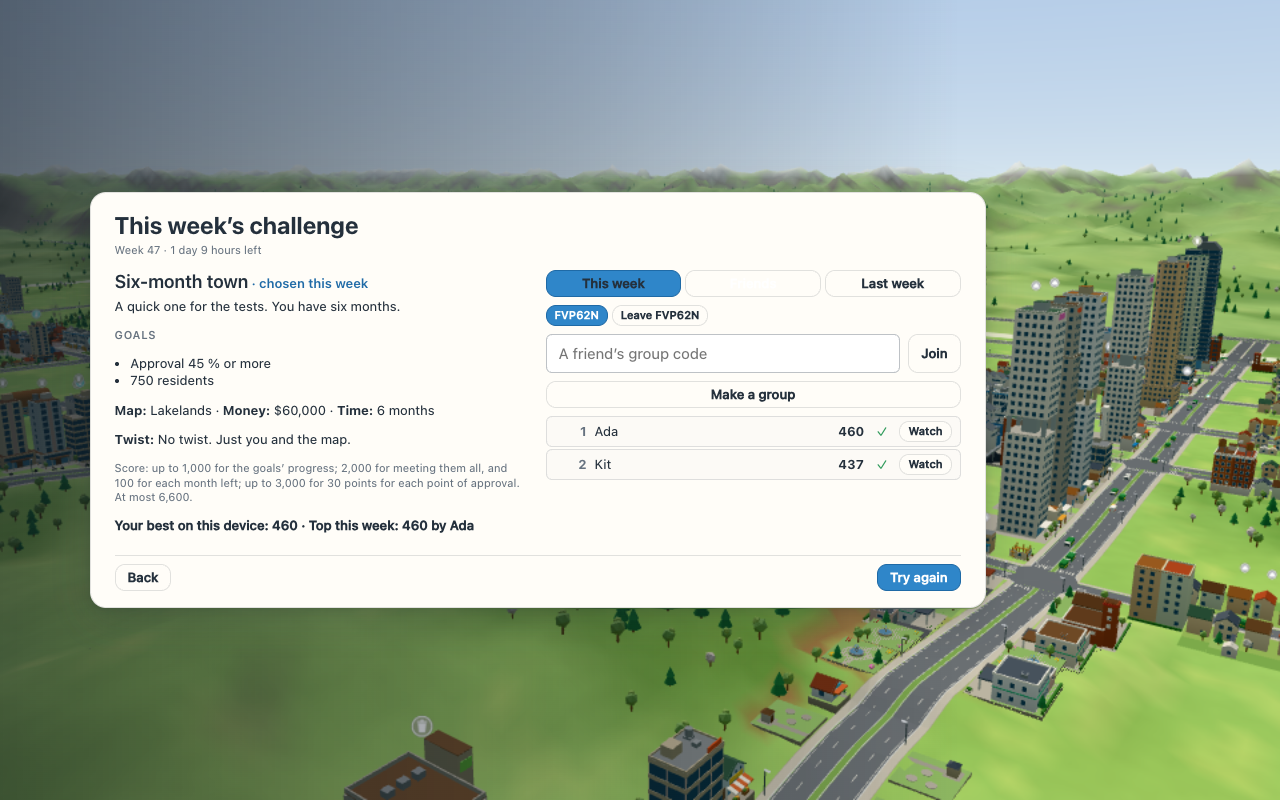 This week’s challenge
Week 47 · 1 day 9 hours left
Six-month town · chosen this week
A quick one for the tests. You have six months.
GOALS
• Approval 45 % or more
• 750 residents
Map: Lakelands · Money: $60,000 · Time: 6 months
Twist: No twist. Just you and the map.
Score: up to 1,000 for the goals’ progress; 2,000 for meeting them all, and
100 for each month left; up to 3,000 for 30 points for each point of approval.
At most 6,600.
Your best on this device: 460 · Top this week: 460 by Ada
This week
Last week
FVP62N
Leave FVP62N
A friend’s group code
Join
Make a group
1 Ada 460 ✓ Watch
2 Kit 437 ✓ Watch
Back
Try again